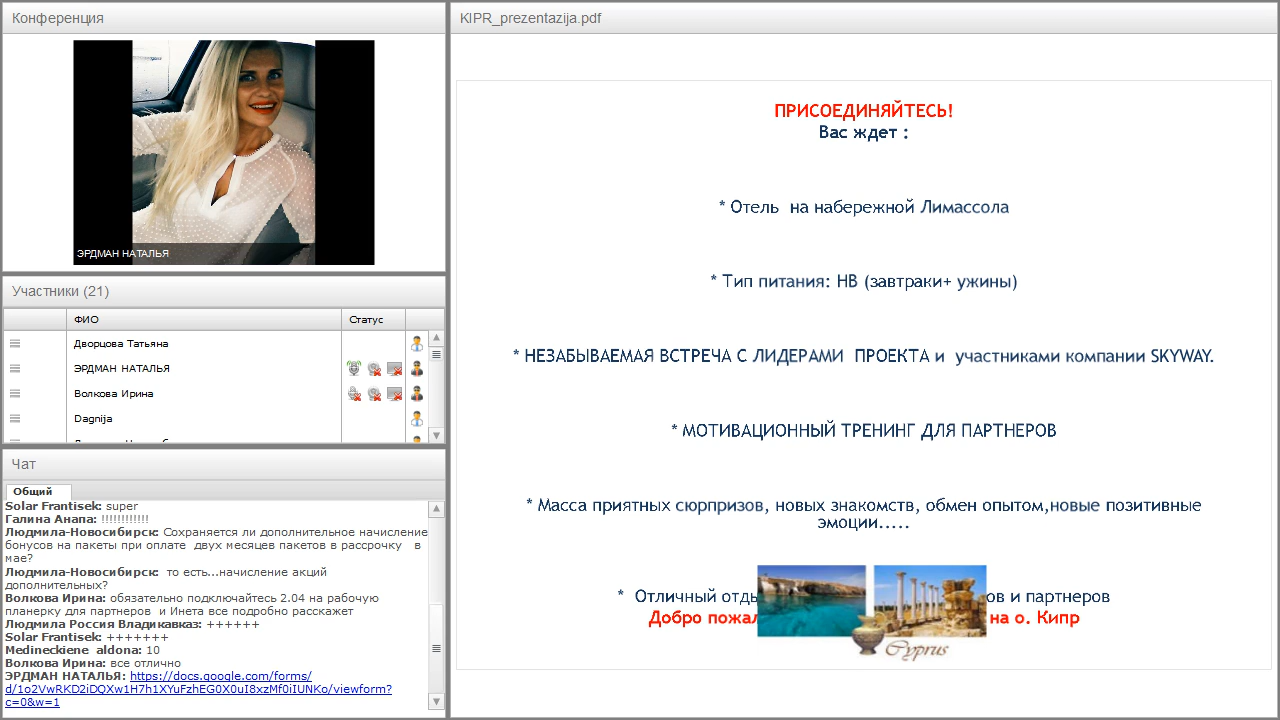 Конференция
ЭРДМАН НАТАЛЬЯ
Участники (21)
ФИО Статус
Дворцова Татьяна
ЭРДМАН НАТАЛЬЯ
Волкова Ирина
Dagnija
Чат
Общий
Solar Frantisek: super
Галина Анапа: !!!!!!!!!!!!
Людмила-Новосибирск: Сохраняется ли дополнительное начисление
бонусов на пакеты при оплате двух месяцев пакетов в рассрочку в
мае?
Людмила-Новосибирск: то есть...начисление акций
дополнительных?
Волкова Ирина: обязательно подключайтесь 2.04 на рабочую
планерку для партнеров и Инета все подробно расскажет
Людмила Россия Владикавказ: ++++++
Solar Frantisek: +++++++
Medineckiene aldona: 10
Волкова Ирина: все отлично
ЭРДМАН НАТАЛЬЯ: https://docs.google.com/forms/
d/1o2VwRKD2iDQXw1H7h1XYuFzhEG0X0uI8xzMf0iIUNKo/viewform?
c=0&w=1
KIPR_prezentazija.pdf
ПРИСОЕДИНЯЙТЕСЬ!
Вас ждет :
* Отель на набережной Лимассола
* Тип питания: HB (завтраки+ ужины)
* НЕЗАБЫВАЕМАЯ ВСТРЕЧА С ЛИДЕРАМИ ПРОЕКТА и участниками компании SKYWAY.
* МОТИВАЦИОННЫЙ ТРЕНИНГ ДЛЯ ПАРТНЕРОВ
* Масса приятных сюрпризов, новых знакомств, обмен опытом,новые позитивные
эмоции.....
* Отличный отды ов и партнеров
Добро пожал на о. Кипр
Cyprus